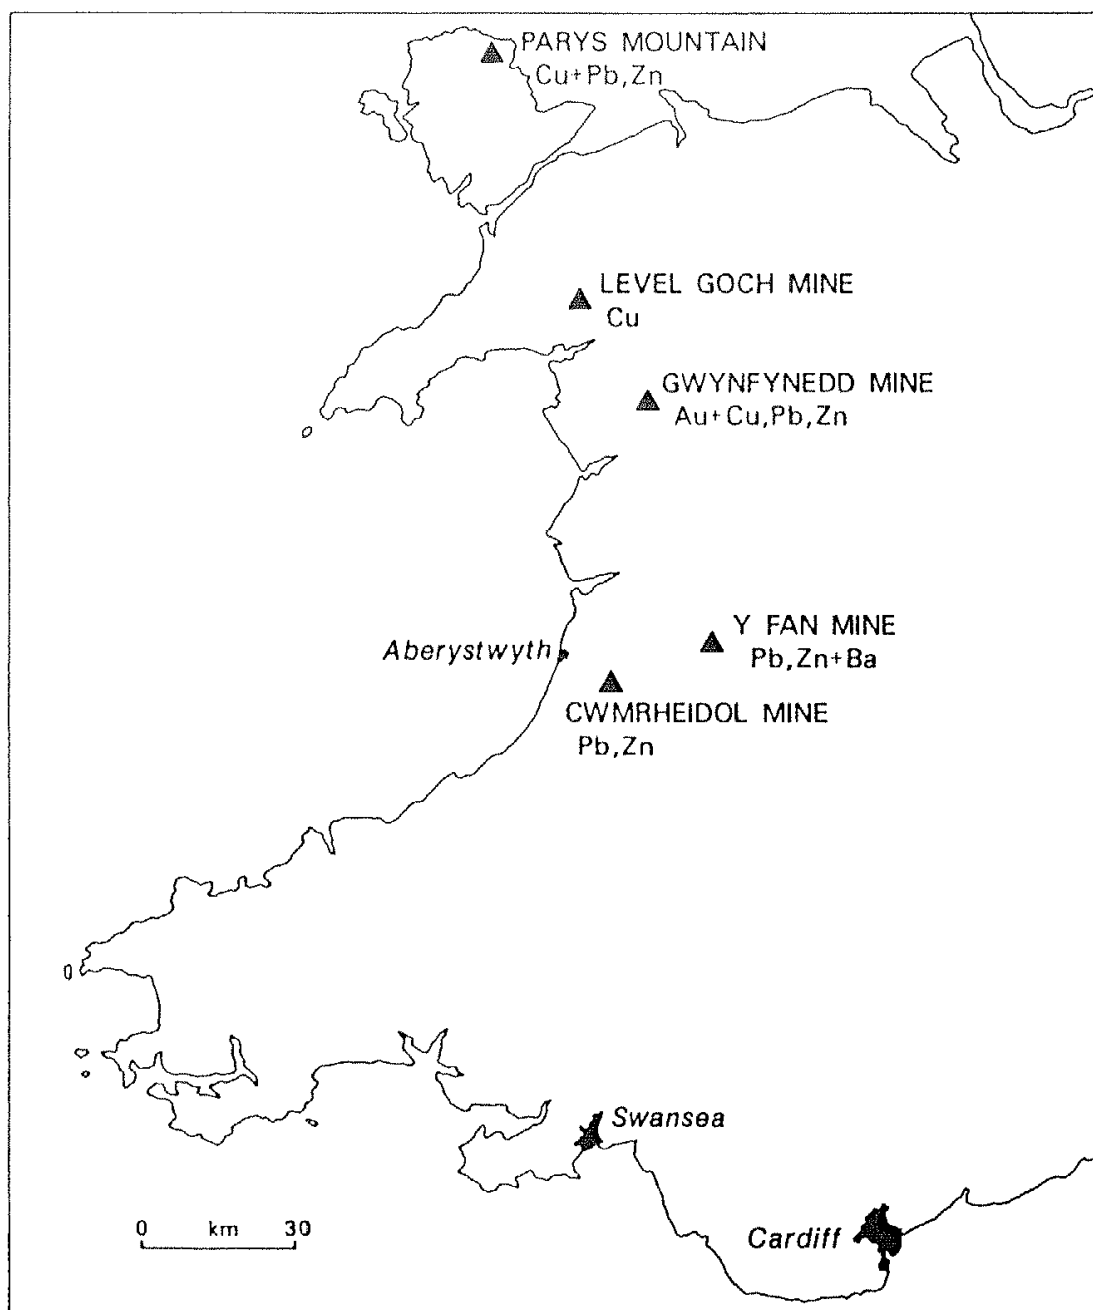 PARYS MOUNTAIN
Cu+Pb,Zn
LEVEL GOCH MINE
Cu
GWYNFYNEDD MINE
Au+Cu,Pb,Zn
Y FAN MINE
Pb,Zn+Ba
Aberystwyth
CWMRHEIDOL MINE
Pb,Zn
Swansea
0 km 30
Cardiff